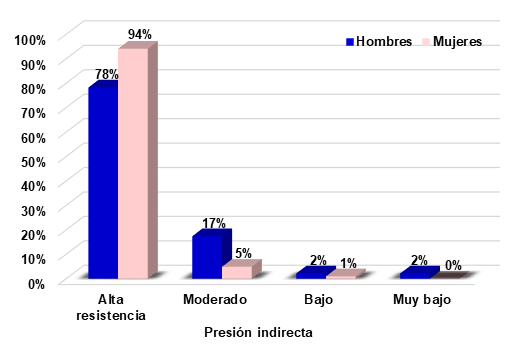 Hombres Mujeres
100%
90%
80%
70%
60%
50%
40%
30%
20%
10%
0%
78%
94%
17%
5%
2%
1%
2%
0%
Alta
resistencia
Moderado
Bajo
Muy bajo
Presión indirecta